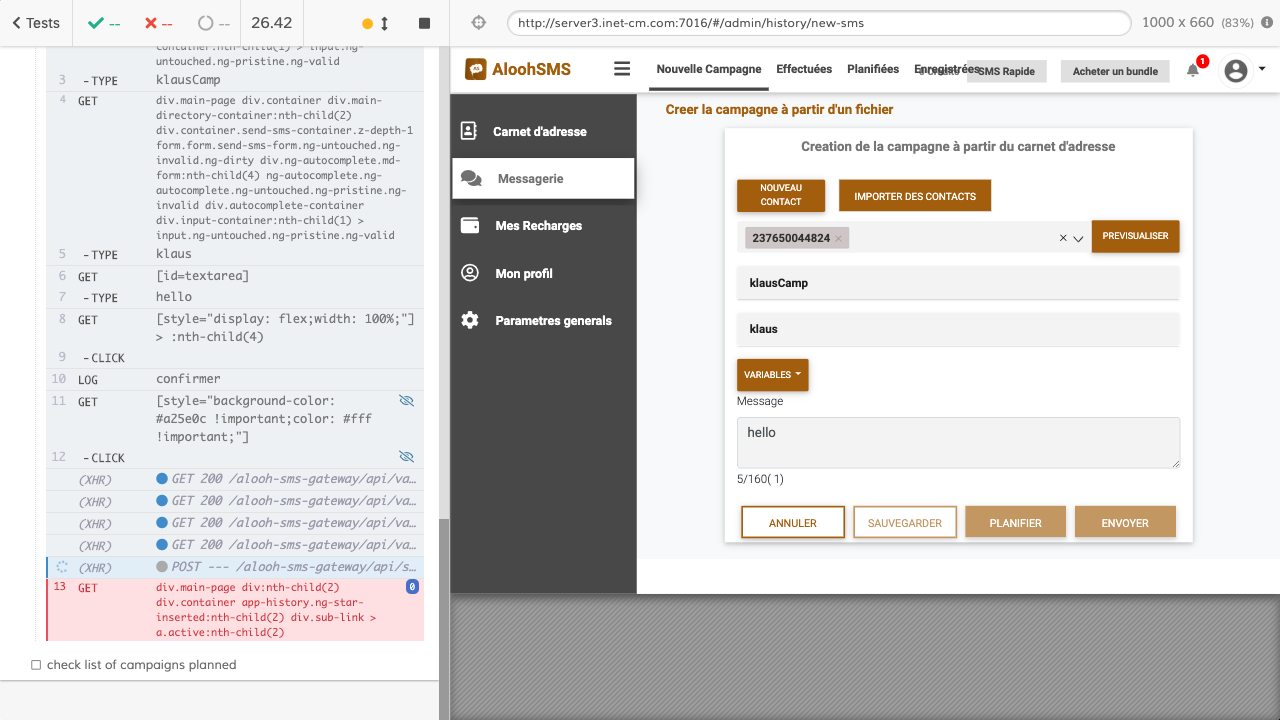 Tests
--
--
--
26.42
http://server3.inet-cm.com:7016/#/admin/history/new-sms
1000 x 660 (83%)
container:nth-child(1) > input.ng-
untouched.ng-pristine.ng-valid
3 -TYPE klausCamp
4 GET div.main-page div.container div.main-
directory-container:nth-child(2)
div.container.send-sms-container.z-depth-1
form.form.send-sms-form.ng-untouched.ng-
invalid.ng-dirty div.ng-autocomplete.md-
form:nth-child(4) ng-autocomplete.ng-
autocomplete.ng-untouched.ng-pristine.ng-
invalid div.autocomplete-container
div.input-container:nth-child(1) >
input.ng-untouched.ng-pristine.ng-valid
5 -TYPE klaus
6 GET [id=textarea]
7 -TYPE hello
8 GET [style="display: flex;width: 100%;"]
> :nth-child(4)
9 -CLICK
10 LOG confirmer
11 GET [style="background-color:
#a25e0c !important;color: #fff
!important;"]
12 -CLICK
(XHR) GET 200 /alooh-sms-gateway/api/va…
(XHR) GET 200 /alooh-sms-gateway/api/va…
(XHR) GET 200 /alooh-sms-gateway/api/va…
(XHR) GET 200 /alooh-sms-gateway/api/va…
(XHR) POST --- /alooh-sms-gateway/api/s…
13 GET div.main-page div:nth-child(2) 0
div.container app-history.ng-star-
inserted:nth-child(2) div.sub-link >
a.active:nth-child(2)
check list of campaigns planned
AloohSMS
Nouvelle Campagne Effectuées Planifiées Enregistrées
SMS Rapide
Acheter un bundle
1
Carnet d'adresse
Messagerie
Mes Recharges
Mon profil
Parametres generals
Creer la campagne à partir d'un fichier
Creation de la campagne à partir du carnet d'adresse
NOUVEAU
CONTACT
IMPORTER DES CONTACTS
237650044824 ×
×
PREVISUALISER
klausCamp
klaus
VARIABLES
Message
hello
5/160( 1)
ANNULER SAUVEGARDER PLANIFIER ENVOYER